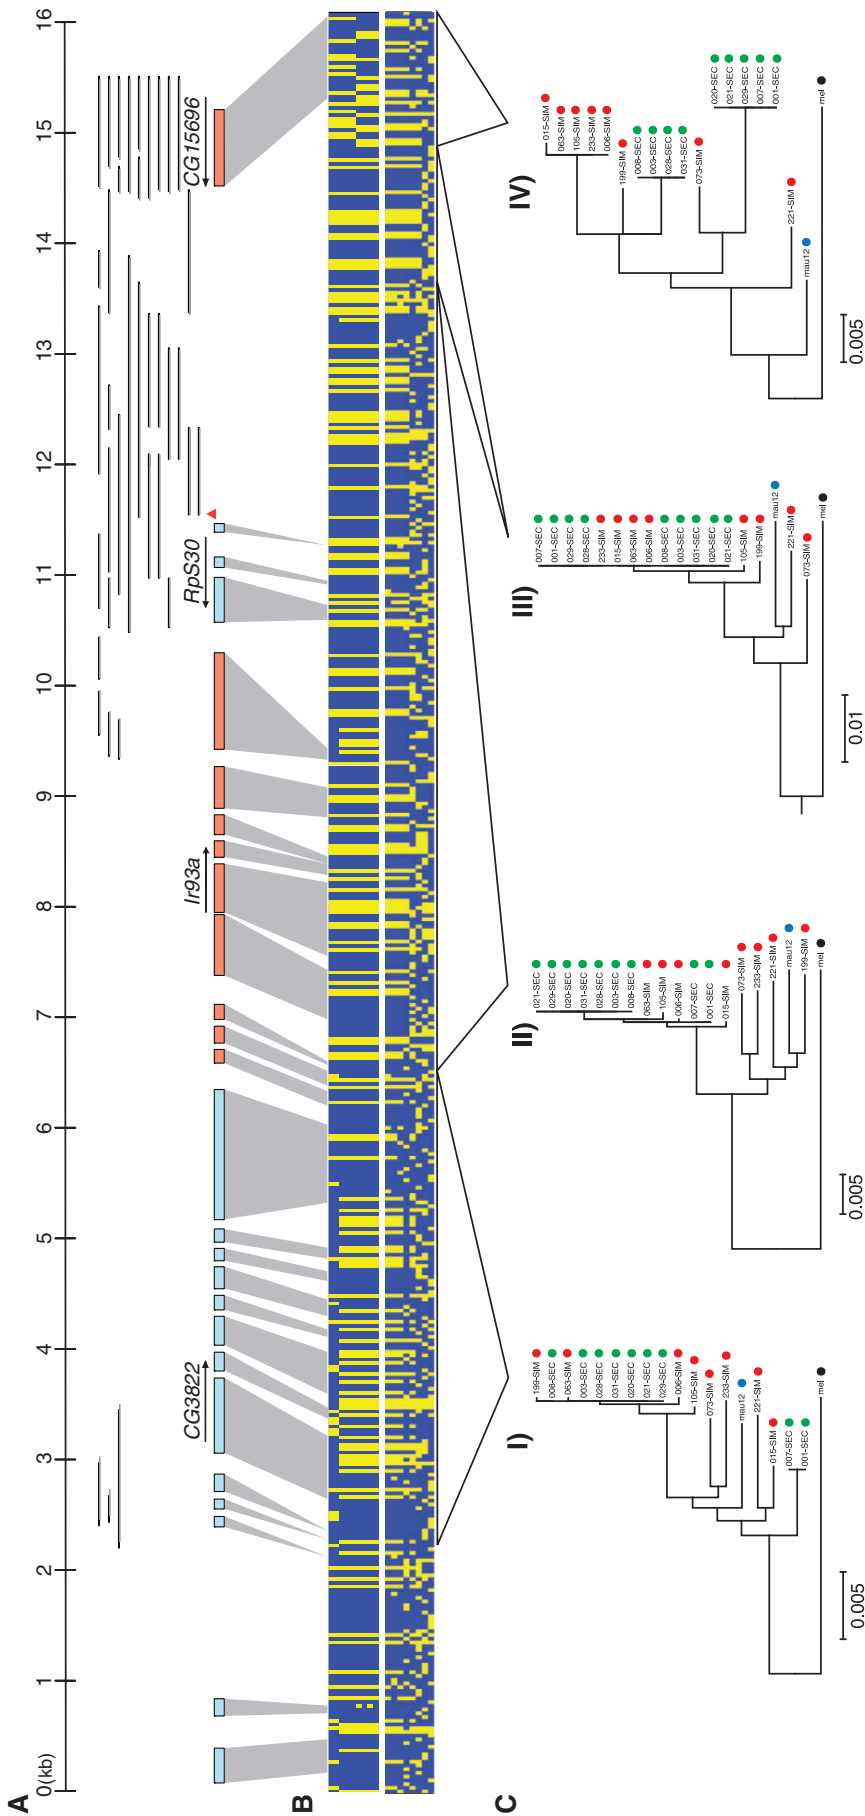 A
0(kb) 1 2 3 4 5 6 7 8 9 10 11 12 13 14 15 16
CG3822
Ir93a
RpS30
CG15696
B
C
I)
199-SIM
008-SEC
063-SIM
003-SEC
028-SEC
031-SEC
020-SEC
021-SEC
029-SEC
006-SIM
105-SIM
073-SIM
233-SIM
mau12
221-SIM
015-SIM
007-SEC
001-SEC
mel
0.005
II)
021-SEC
029-SEC
020-SEC
031-SEC
028-SEC
003-SEC
008-SEC
063-SIM
105-SIM
006-SIM
007-SEC
001-SEC
015-SIM
073-SIM
233-SIM
221-SIM
mau12
199-SIM
mel
0.005
III)
007-SEC
001-SEC
029-SEC
028-SEC
233-SIM
015-SIM
063-SIM
006-SIM
008-SEC
003-SEC
031-SEC
020-SEC
021-SEC
105-SIM
199-SIM
mau12
221-SIM
073-SIM
mel
0.01
IV)
015-SIM
063-SIM
105-SIM
233-SIM
006-SIM
199-SIM
008-SEC
003-SEC
028-SEC
031-SEC
073-SIM
020-SEC
021-SEC
029-SEC
007-SEC
001-SEC
221-SIM
mau12
mel
0.005